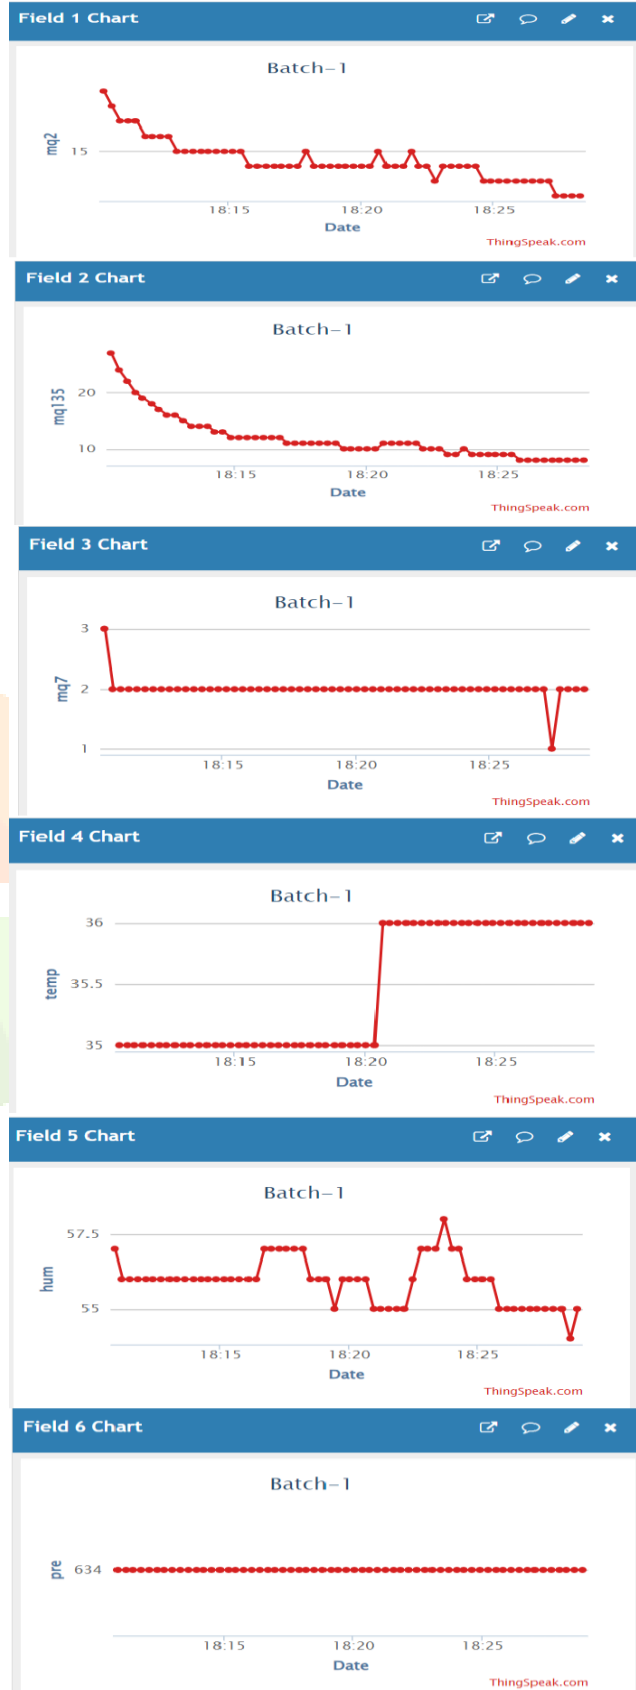 Field 1 Chart
Batch-1
mq2
15
18:15 18:20 18:25
Date
ThingSpeak.com
Field 2 Chart
Batch-1
mq135
20
10
18:15 18:20 18:25
Date
ThingSpeak.com
Field 3 Chart
Batch-1
mq7
3
2
1
18:15 18:20 18:25
Date
ThingSpeak.com
Field 4 Chart
Batch-1
temp
36
35.5
35
18:15 18:20 18:25
Date
ThingSpeak.com
Field 5 Chart
Batch-1
hum
57.5
55
18:15 18:20 18:25
Date
ThingSpeak.com
Field 6 Chart
Batch-1
pre
634
18:15 18:20 18:25
Date
ThingSpeak.com